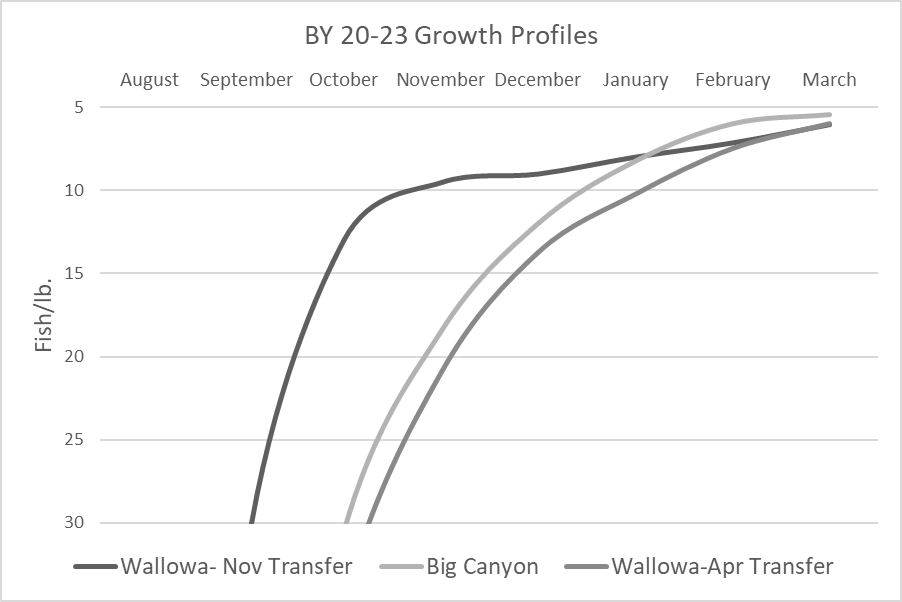 BY 20-23 Growth Profiles
August September October November December January February March
5
10
15
20
25
30
Fish/lb.
Wallowa- Nov Transfer Big Canyon Wallowa-Apr Transfer